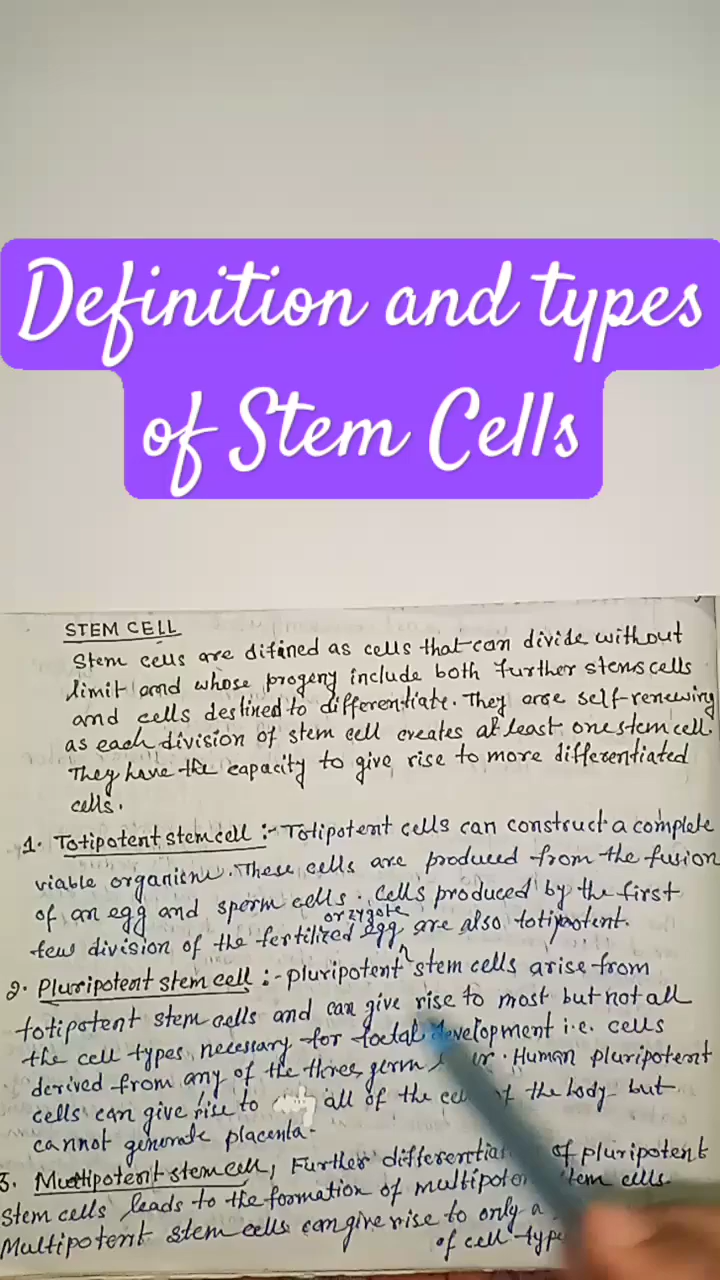 Definition and types
of Stem Cells
STEM CELL
Stem cells are difined as cells that can divide without
limit and whose progeny include both further stems cells
and cells destined to differentiate. They are self-renewing
as each division of stem cell creates at least one stem cell.
They have the capacity to give rise to more differentiated
cells.
1. Totipotent stem cell :- Totipotent cells can construct a complete
viable organism. These cells are produced from the fusion
of an egg and sperm cells. Cells produced by the first
or zygote
few division of the fertilized egg are also totipotent.
2. Pluripotent stem cell :- pluripotent stem cells arise from
totipotent stem cells and can give rise to most but not all
the cell types necessary for foetal development i.e. cells
derived from any of the three germ Human pluripotent
cells can give rise to all of the of the body but
cannot generate placenta.
3. Multipotent stem cell, Further of pluripotent
stem cells leads to the formation of stem cells.
Multipotent stem cells can give rise to only a
of cell